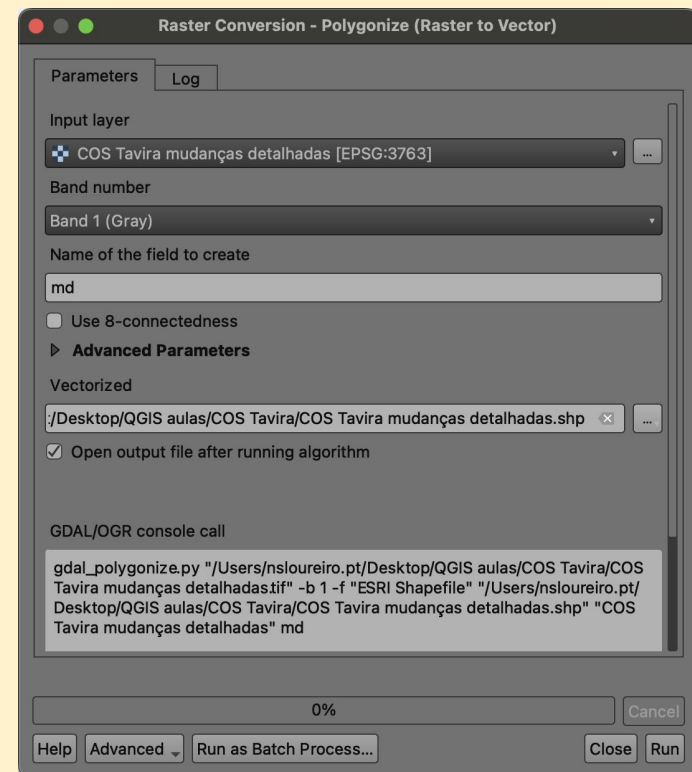 Raster Conversion - Polygonize (Raster to Vector)
Parameters
Log
Input layer
COS Tavira mudanças detalhadas [EPSG:3763]
...
Band number
Band 1 (Gray)
Name of the field to create
md
Use 8-connectedness
Advanced Parameters
Vectorized
:/Desktop/QGIS aulas/COS Tavira/COS Tavira mudanças detalhadas.shp
...
Open output file after running algorithm
GDAL/OGR console call
gdal_polygonize.py "/Users/nsloureiro.pt/Desktop/QGIS aulas/COS Tavira/COS
Tavira mudanças detalhadas.tif" -b 1 -f "ESRI Shapefile" "/Users/nsloureiro.pt/
Desktop/QGIS aulas/COS Tavira/COS Tavira mudanças detalhadas.shp" "COS
Tavira mudanças detalhadas" md
0%
Cancel
Help
Advanced
Run as Batch Process...
Close
Run